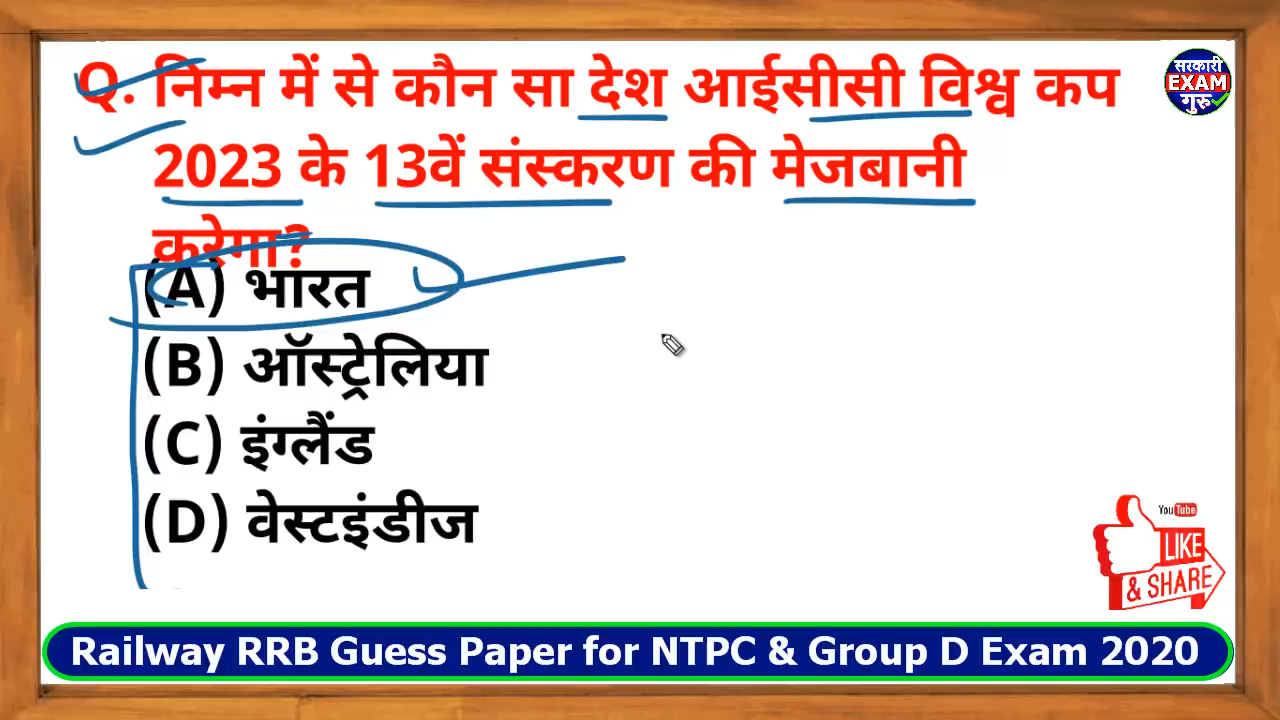 Q. निम्न में से कौन सा देश आईसीसी विश्व कप
2023 के 13वें संस्करण की मेजबानी
करेगा?
(A) भारत
(B) ऑस्ट्रेलिया
(C) इंग्लैंड
(D) वेस्टइंडीज
सरकारी
EXAM
गुरु
YouTube
LIKE
& SHARE
Railway RRB Guess Paper for NTPC & Group D Exam 2020